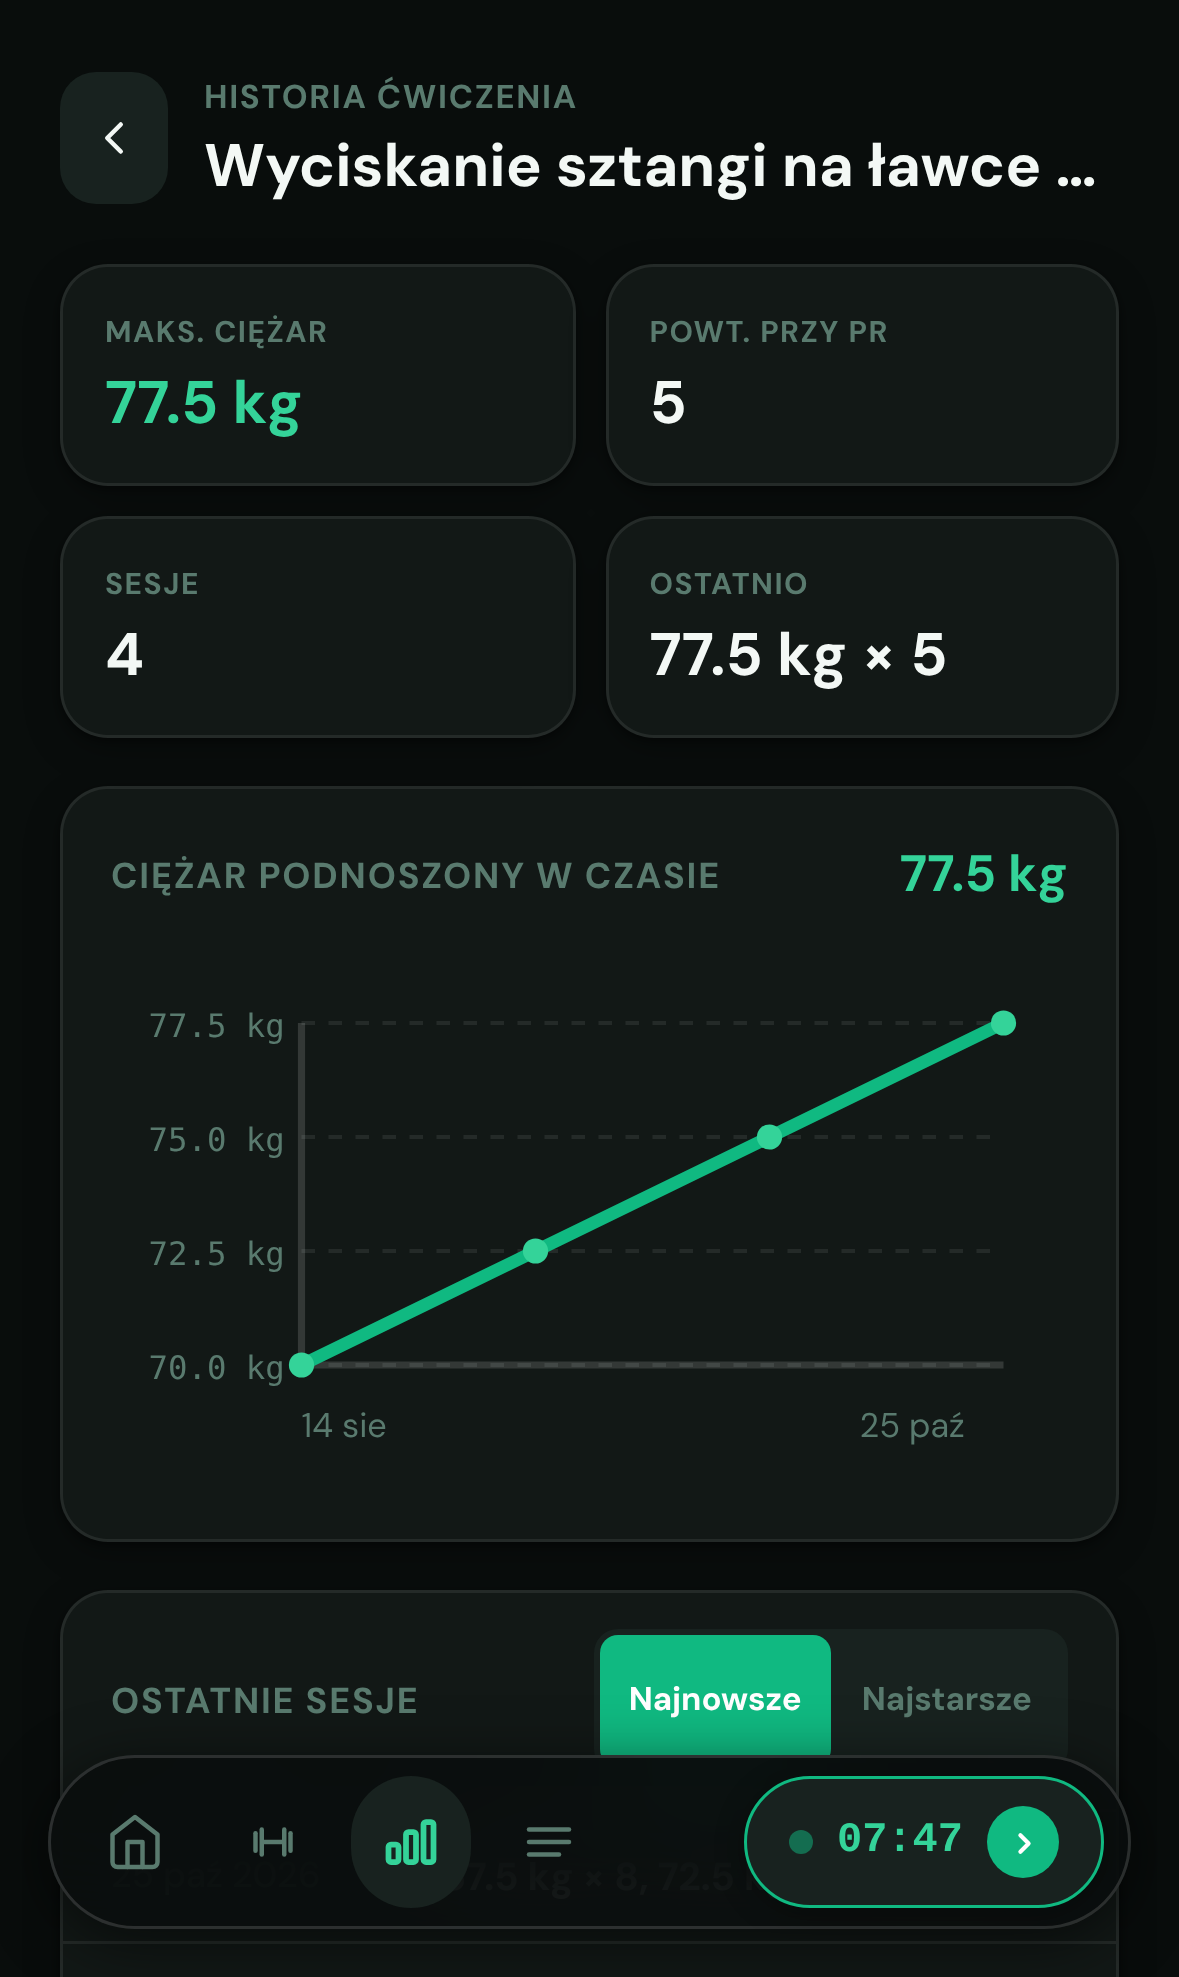 HISTORIA ĆWICZENIA
Wyciskanie sztangi na ławce ...
MAKS. CIĘŻAR
77.5 kg
POWT. PRZY PR
5
SESJE
4
OSTATNIO
77.5 kg × 5
CIĘŻAR PODNOSZONY W CZASIE
77.5 kg
77.5 kg
75.0 kg
72.5 kg
70.0 kg
14 sie
25 paź
OSTATNIE SESJE
Najnowsze
Najstarsze
07:47